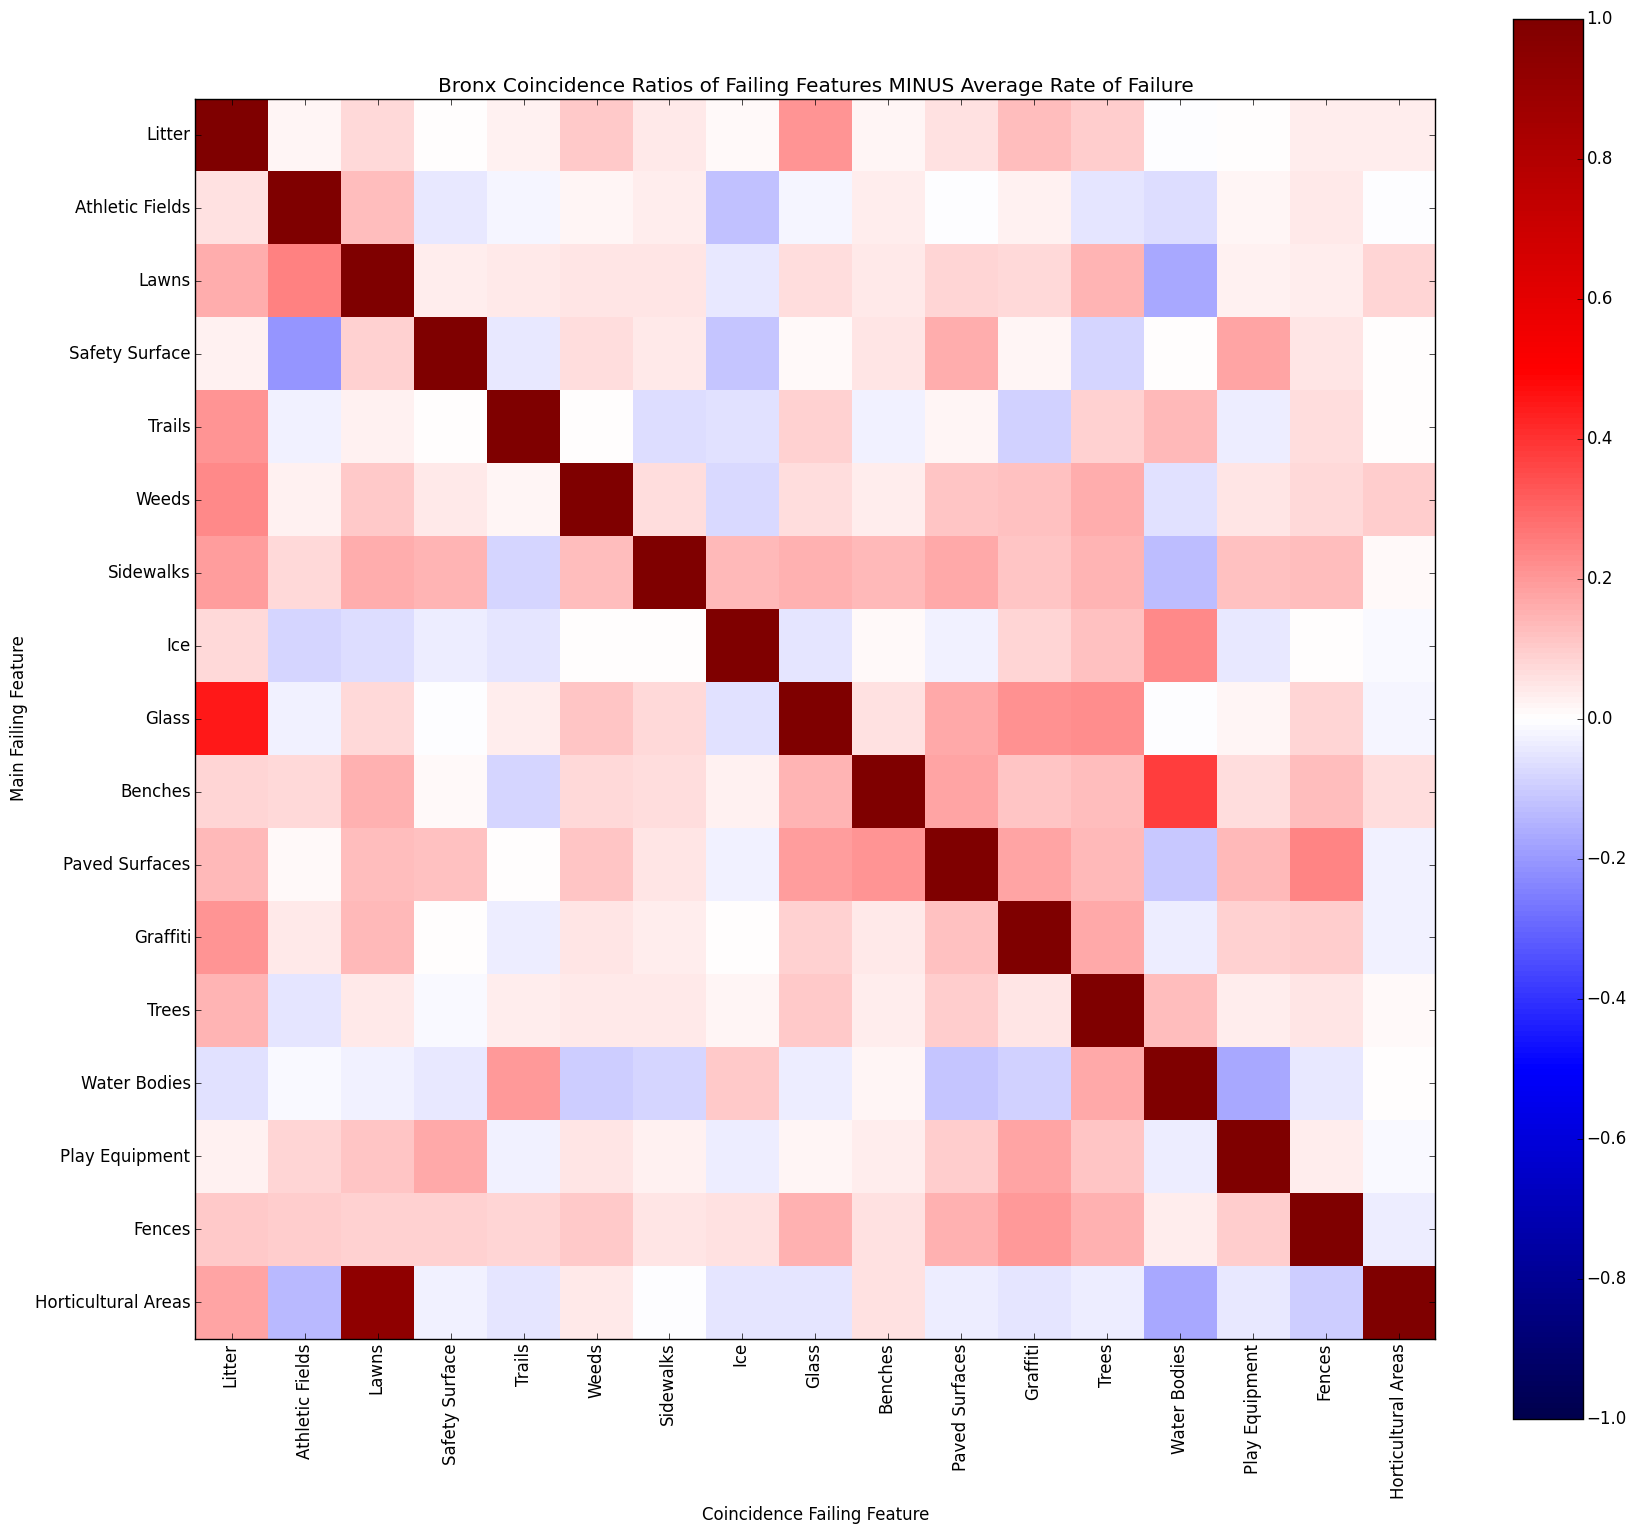 Bronx Coincidence Ratios of Failing Features MINUS Average Rate of Failure
Main Failing Feature
Litter
Athletic Fields
Lawns
Safety Surface
Trails
Weeds
Sidewalks
Ice
Glass
Benches
Paved Surfaces
Graffiti
Trees
Water Bodies
Play Equipment
Fences
Horticultural Areas
Litter
Athletic Fields
Lawns
Safety Surface
Trails
Weeds
Sidewalks
Ice
Glass
Benches
Paved Surfaces
Graffiti
Trees
Water Bodies
Play Equipment
Fences
Horticultural Areas
Coincidence Failing Feature
1.0
0.8
0.6
0.4
0.2
0.0
−0.2
−0.4
−0.6
−0.8
−1.0